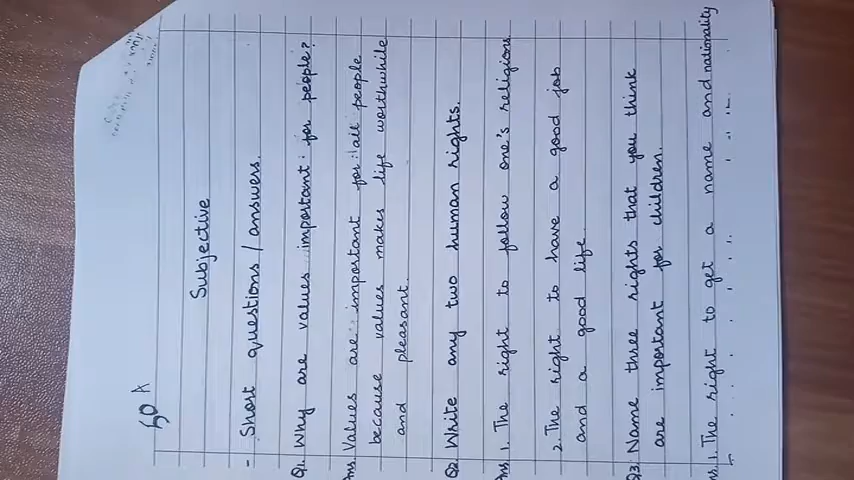 50 A
Subjective
- Short questions / answers.
Q1. Why are values important for people?
Ans. Values are important for all people
because values makes life worthwhile
and pleasant.
Q2. Write any two human rights.
Ans. 1. The right to follow one's religions
2. The right to have a good job
and a good life.
Q3. Name three rights that you think
are important for children.
Ans. 1. The right to get a name and nationality